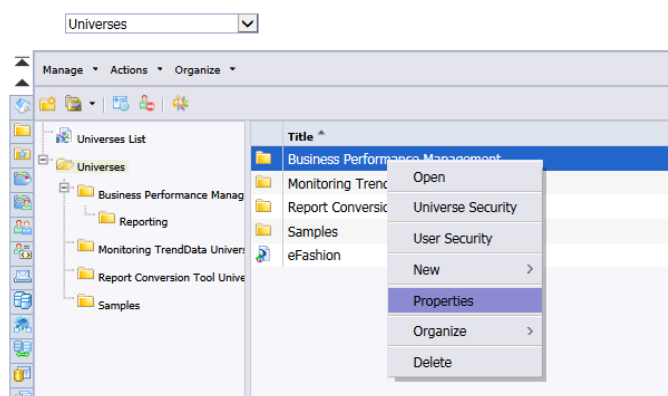 Universes
Manage Actions Organize
Universes List
Universes
Business Performance Manag
Reporting
Monitoring TrendData Univers
Report Conversion Tool Unive
Samples
Title
Business Performance Management
Monitoring Trend
Report Conversio
Samples
eFashion
Open
Universe Security
User Security
New
Properties
Organize
Delete